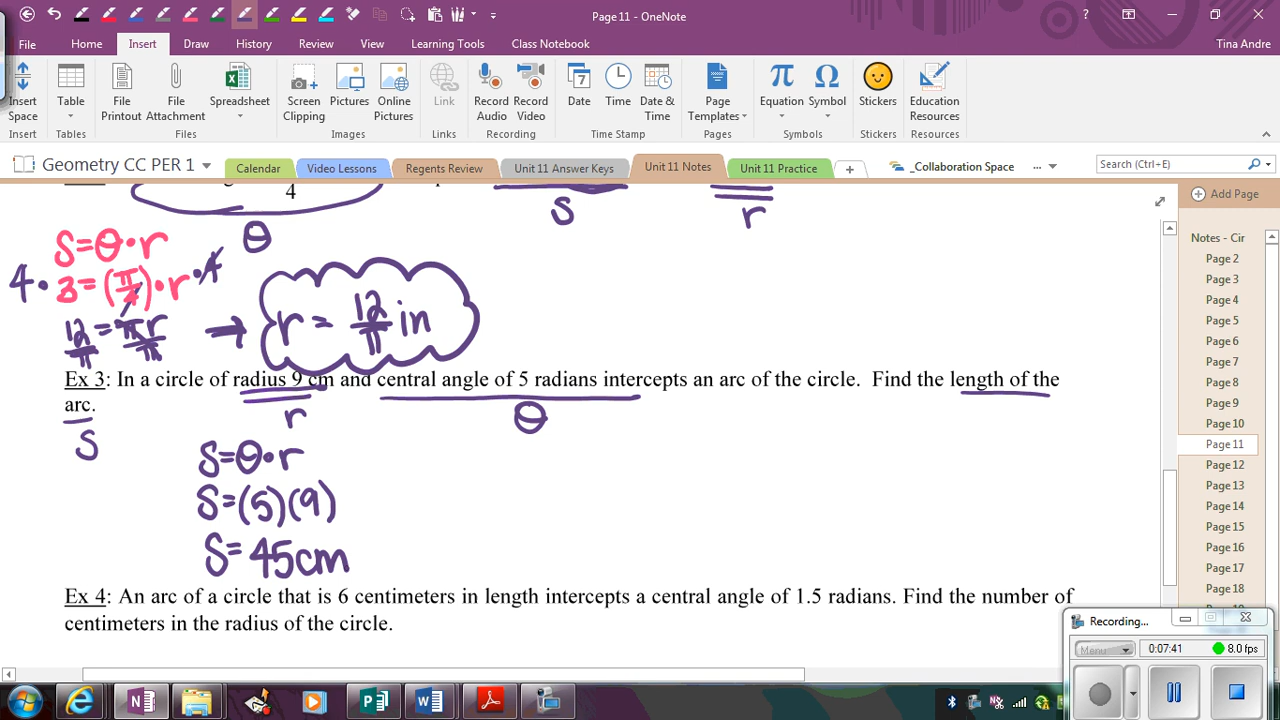 Page 11 - OneNote
?
File
Home
Insert
Draw
History
Review
View
Learning Tools
Class Notebook
Tina Andre
Insert Space
Table
File Printout
File Attachment
Spreadsheet
Screen Clipping
Pictures
Online Pictures
Link
Record Audio
Record Video
Date
Time
Date & Time
Page Templates
Equation
Symbol
Stickers
Education Resources
Insert
Tables
Files
Images
Links
Recording
Time Stamp
Pages
Symbols
Stickers
Resources
Geometry CC, PER 1
Calendar
Video Lessons
Regents Review
Unit 11 Answer Keys
Unit 11 Notes
Unit 11 Practice
_Collaboration Space
...
Search (Ctrl+E)
Add Page
Notes - Cir
Page 2
Page 3
Page 4
Page 5
Page 6
Page 7
Page 8
Page 9
Page 10
Page 11
Page 12
Page 13
Page 14
Page 15
Page 16
Page 17
Page 18
4
θ
S
r
S=θ·r
4·3=(π/4)·r·4
12/π=πr/π → r = 12/π in
Ex 3: In a circle of radius 9 cm and central angle of 5 radians intercepts an arc of the circle. Find the length of the
arc.
r
θ
S
S=θ·r
S=(5)(9)
S=45cm
Ex 4: An arc of a circle that is 6 centimeters in length intercepts a central angle of 1.5 radians. Find the number of
centimeters in the radius of the circle.
Recording...
Menu
0:07:41
8.0 fps